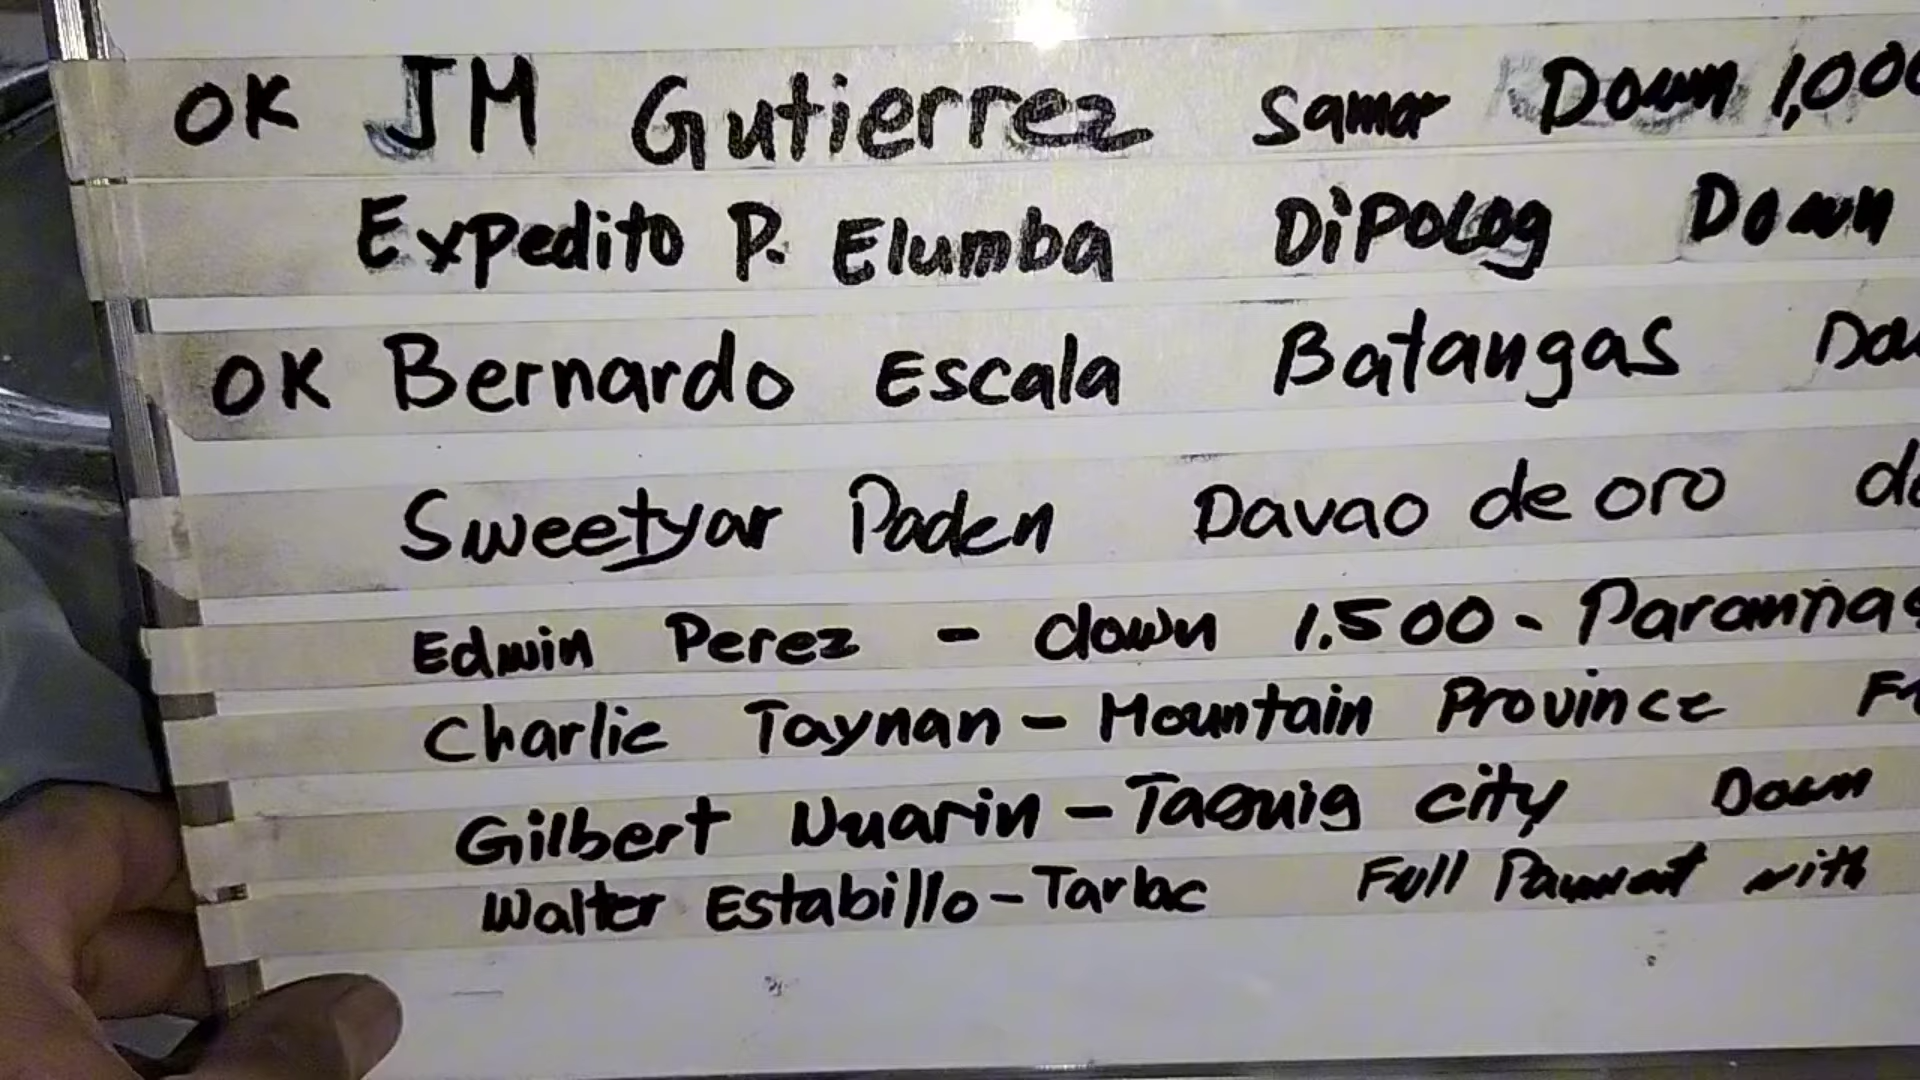 OK JM Gutierrez Samar Down 1,000
Expedito P. Elumba Dipolog Down
OK Bernardo Escala Batangas
Sweetyar Paden Davao de oro
Edwin Perez - down 1.500 -
Charlie Taynan - Mountain Province
Gilbert Nuarin - Taguig city Down
Walter Estabillo - Tarlac Full Payment with